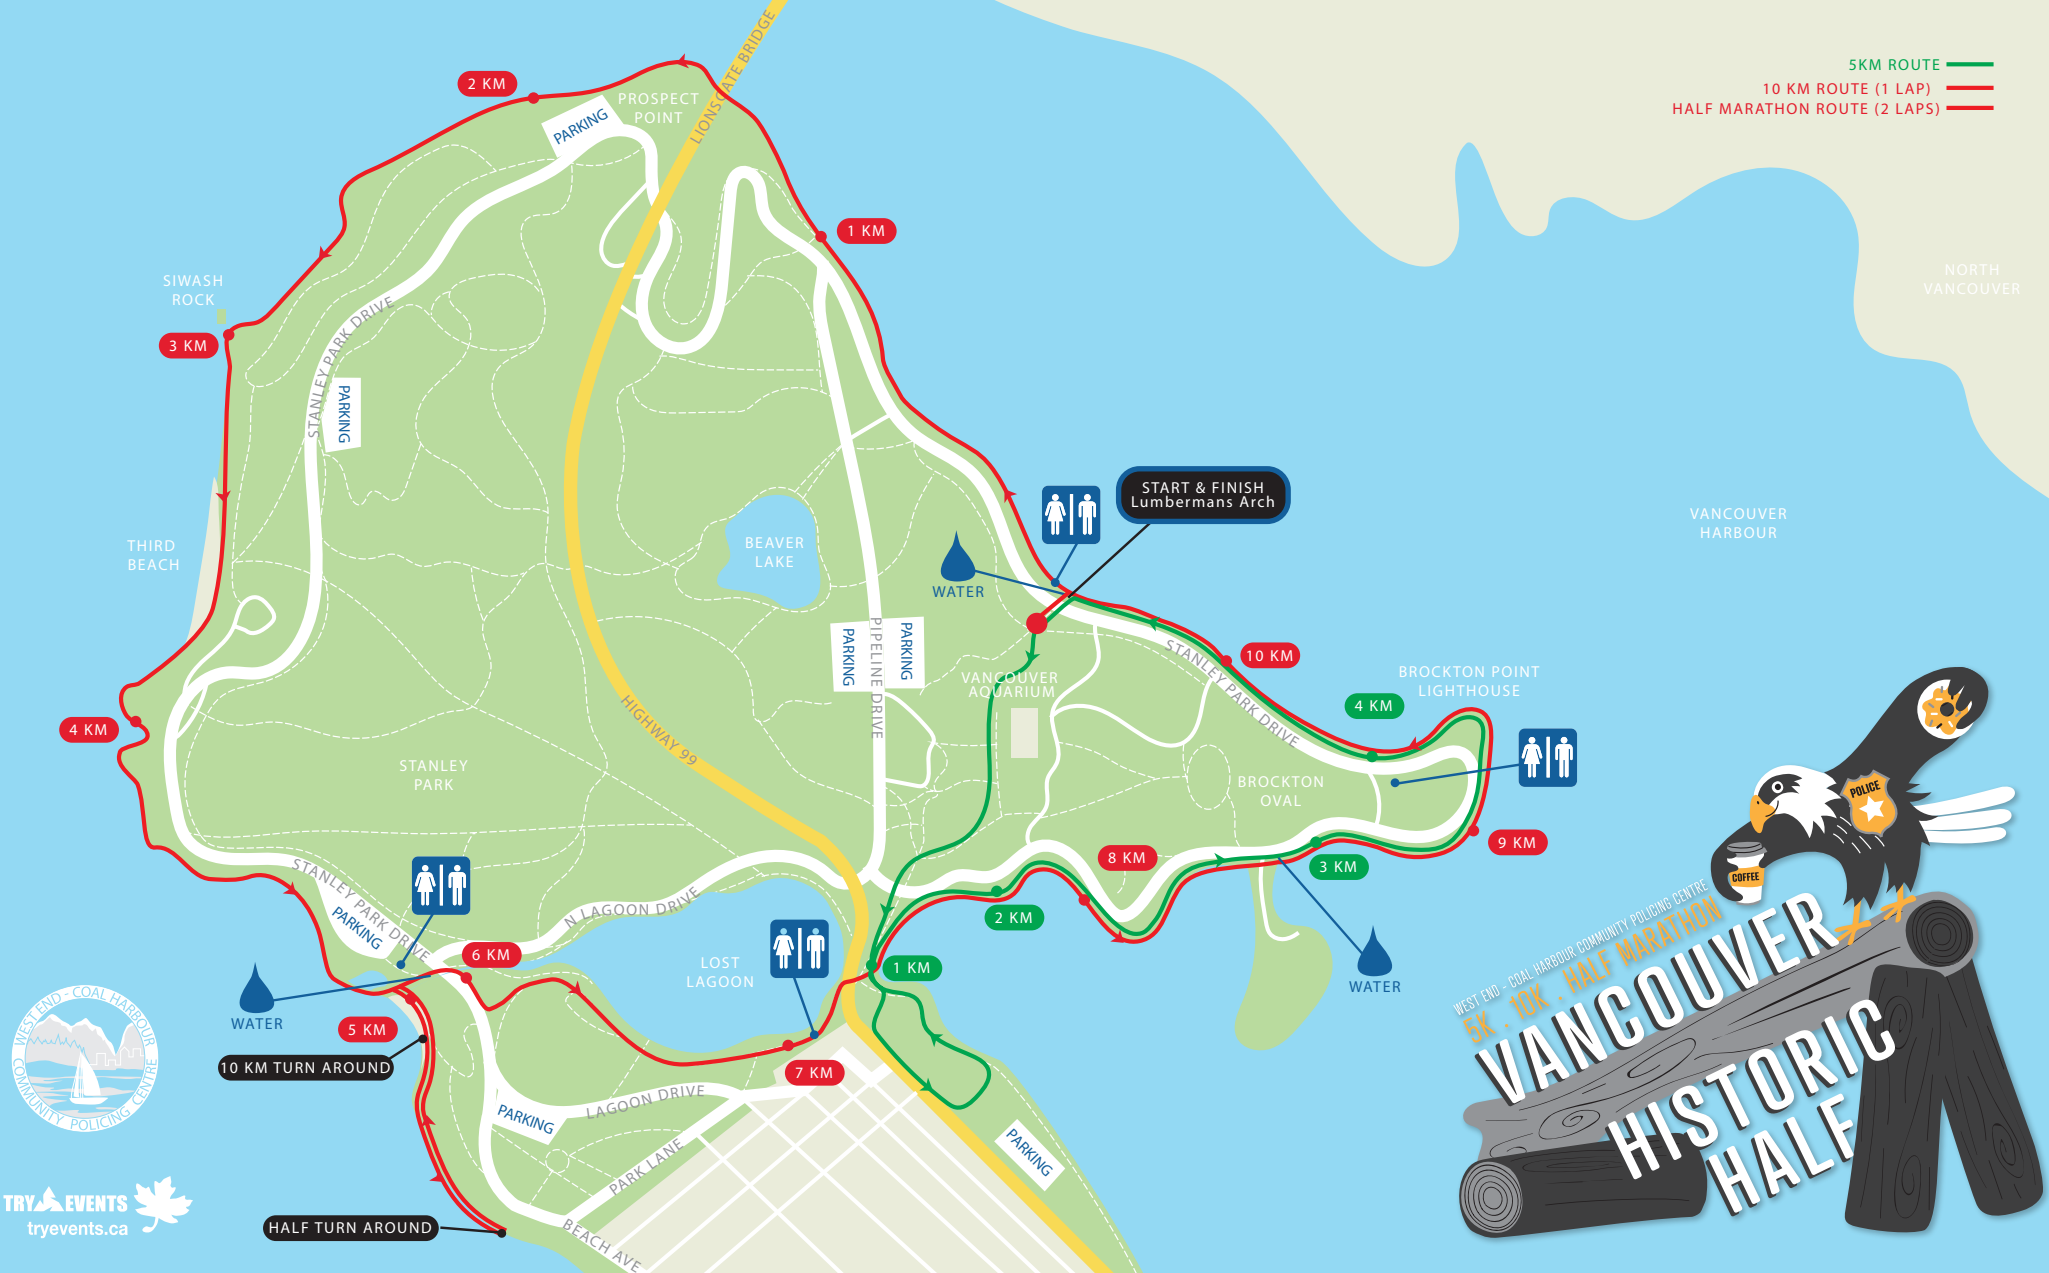 5KM ROUTE
10 KM ROUTE (1 LAP)
HALF MARATHON ROUTE (2 LAPS)
LIONSGATE BRIDGE
2 KM
PROSPECT
POINT
PARKING
1 KM
SIWASH
ROCK
3 KM
STANLEY PARK DRIVE
PARKING
NORTH
VANCOUVER
START & FINISH
Lumbermans Arch
VANCOUVER
HARBOUR
THIRD
BEACH
BEAVER
LAKE
WATER
PARKING
PIPELINE DRIVE
PARKING
VANCOUVER
AQUARIUM
STANLEY PARK DRIVE
10 KM
BROCKTON POINT
LIGHTHOUSE
4 KM
4 KM
HIGHWAY 99
STANLEY
PARK
BROCKTON
OVAL
9 KM
3 KM
8 KM
2 KM
STANLEY PARK DRIVE
PARKING
N LAGOON DRIVE
6 KM
LOST
LAGOON
1 KM
WATER
WATER
5 KM
10 KM TURN AROUND
7 KM
LAGOON DRIVE
PARKING
PARK LANE
PARKING
HALF TURN AROUND
BEACH AVE
WEST END - COAL HARBOUR
COMMUNITY POLICING CENTRE
TRY EVENTS
tryevents.ca
POLICE
COFFEE
WEST END - COAL HARBOUR COMMUNITY POLICING CENTRE
5K . 10K . HALF MARATHON
VANCOUVER
HISTORIC
HALF